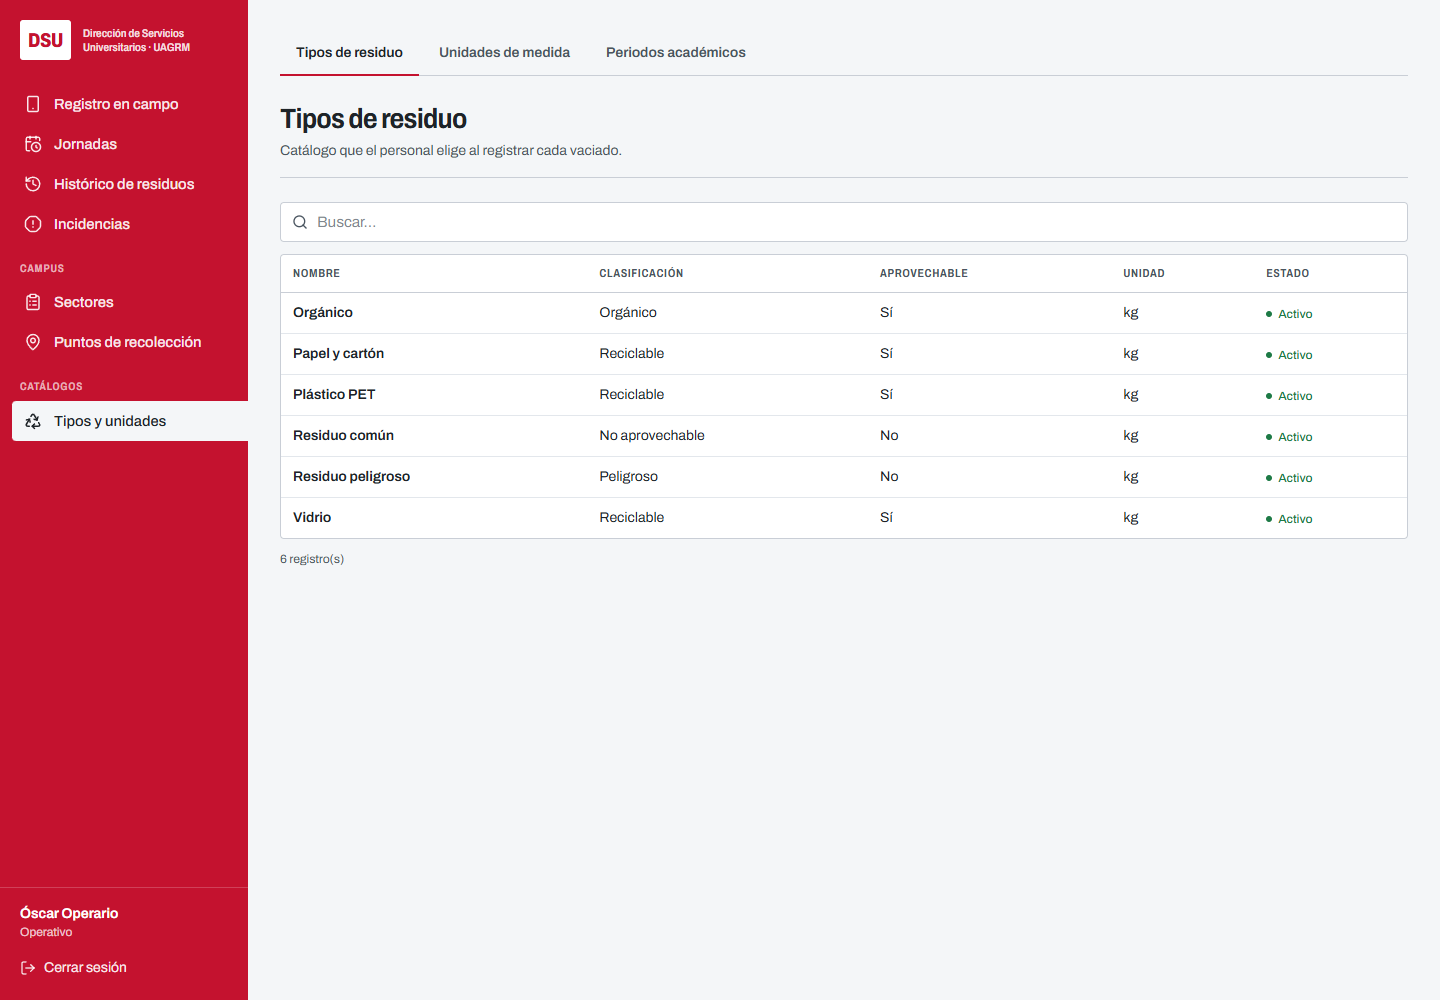 DSU
Dirección de Servicios
Universitarios · UAGRM
Registro en campo
Jornadas
Histórico de residuos
Incidencias
CAMPUS
Sectores
Puntos de recolección
CATÁLOGOS
Tipos y unidades
Óscar Operario
Operativo
Cerrar sesión
Tipos de residuo Unidades de medida Periodos académicos
Tipos de residuo
Catálogo que el personal elige al registrar cada vaciado.
Buscar...
NOMBRE CLASIFICACIÓN APROVECHABLE UNIDAD ESTADO
Orgánico Orgánico Sí kg Activo
Papel y cartón Reciclable Sí kg Activo
Plástico PET Reciclable Sí kg Activo
Residuo común No aprovechable No kg Activo
Residuo peligroso Peligroso No kg Activo
Vidrio Reciclable Sí kg Activo
6 registro(s)